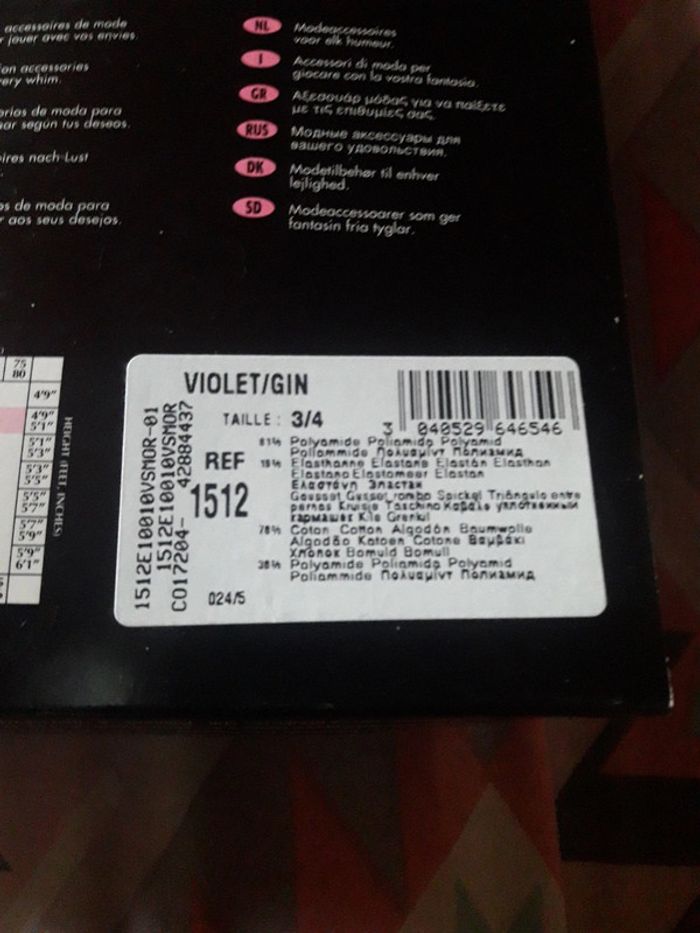 accessoires de mode
r jouer avec vos envies.
on accessories
very whim.
orios de moda para
gar según tus deseos.
oires nach Lust
os de moda para
r aos seus desejos.
NL Modeaccessoires
voor elk humeur.
I Accessori di moda per
giocare con la vostra fantasia.
GR Αξεσουάρ μόδας για να παίξετε
με τις επιθυμίες σας.
RUS Модные аксессуары для
вашего удовольствия.
DK Modetilbehør til enhver
lejlighed.
SD Modeaccessoarer som ger
fantasin fria tyglar.
75
80
4'9"
4'9"
5'1"
5'1"
5'3"
5'3"
5'5"
5'5"
5'7"
5'7"
5'9"
5'9"
6'1"
HEIGHT (FEET, INCHES)
VIOLET/GIN
TAILLE : 3/4
REF
1512
024/5
1512E10010VSMOR-01
1512E10010VSMOR
CO17204- 42884437
3 040529 646546
81% Polyamide Poliamida Polyamid
Poliammide Πολυαμίντ Полиамид
19% Elasthanne Elastane Elastán Elasthan
Elastano Elastomeer Elastan
Ελαστάνη Эластан
Gousset Gusset rombo Spickel Triángulo entre
pernas Kruisje Taschino Καβάλο уплотненный
гармашек Kile Grenkil
Coton Cotton Algodón Baumwolle
Algodão Katoen Cotone Βαμβάκι
Хлопок Bomuld Bomull
Polyamide Poliamida Polyamid
Poliammide Πολυαμίντ Полиамид